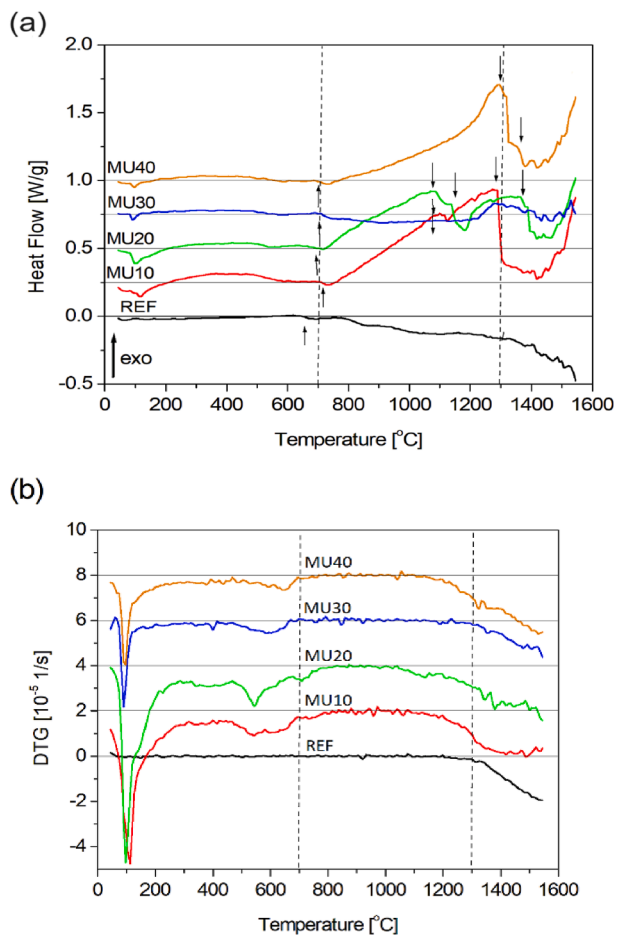 (a)
2.0
1.5
1.0
0.5
0.0
-0.5
Heat Flow [W/g]
MU40
MU30
MU20
MU10
REF
exo
0 200 400 600 800 1000 1200 1400 1600
Temperature [°C]
(b)
10
8
6
4
2
0
-2
-4
DTG [10⁻⁵ 1/s]
MU40
MU30
MU20
MU10
REF
0 200 400 600 800 1000 1200 1400 1600
Temperature [°C]